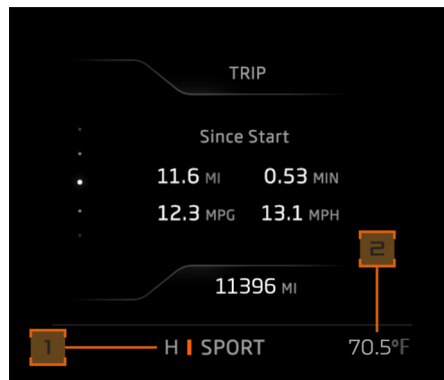 TRIP
Since Start
11.6 MI 0.53 MIN
12.3 MPG 13.1 MPH
2
11396 MI
1 H SPORT 70.5°F